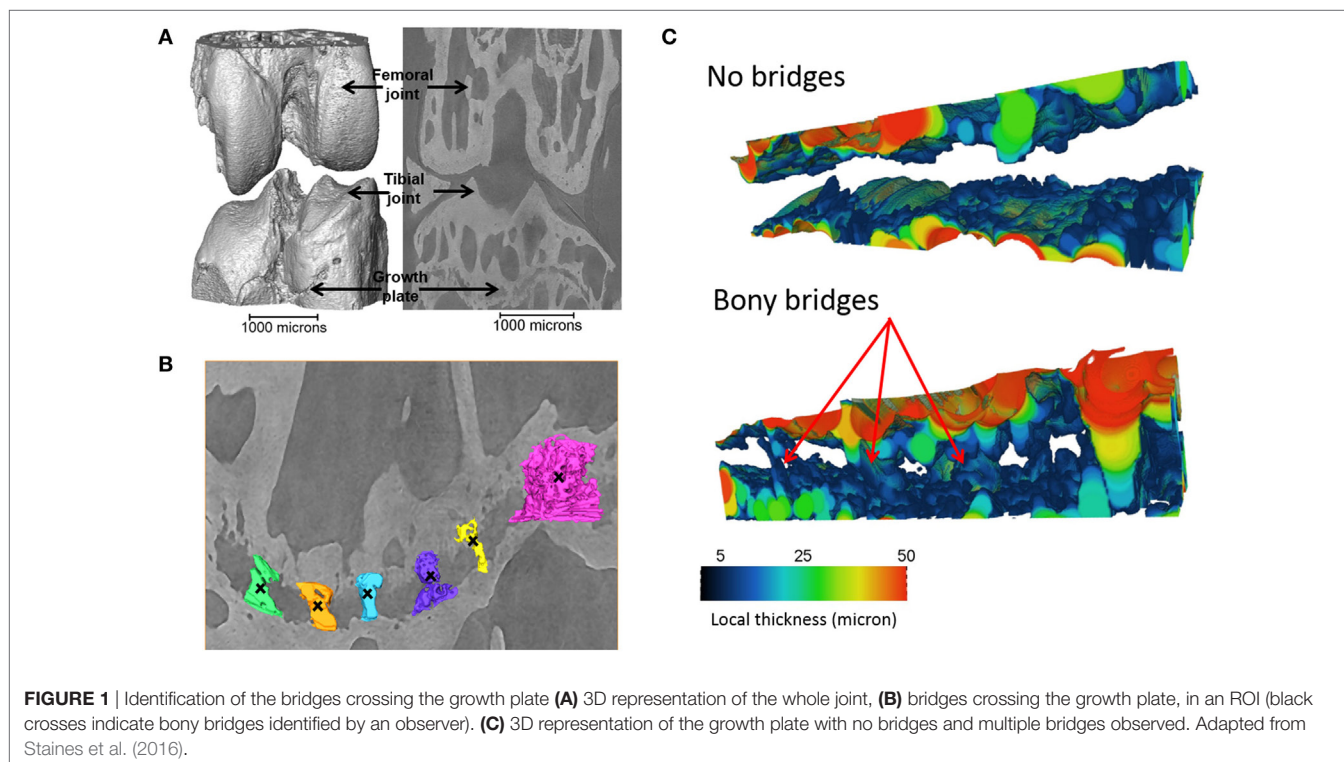 A
Femoral
joint
Tibial
joint
Growth
plate
1000 microns
1000 microns
B
C
No bridges
Bony bridges
5 25 50
Local thickness (micron)
FIGURE 1 | Identification of the bridges crossing the growth plate (A) 3D representation of the whole joint, (B) bridges crossing the growth plate, in an ROI (black
crosses indicate bony bridges identified by an observer). (C) 3D representation of the growth plate with no bridges and multiple bridges observed. Adapted from
Staines et al. (2016).